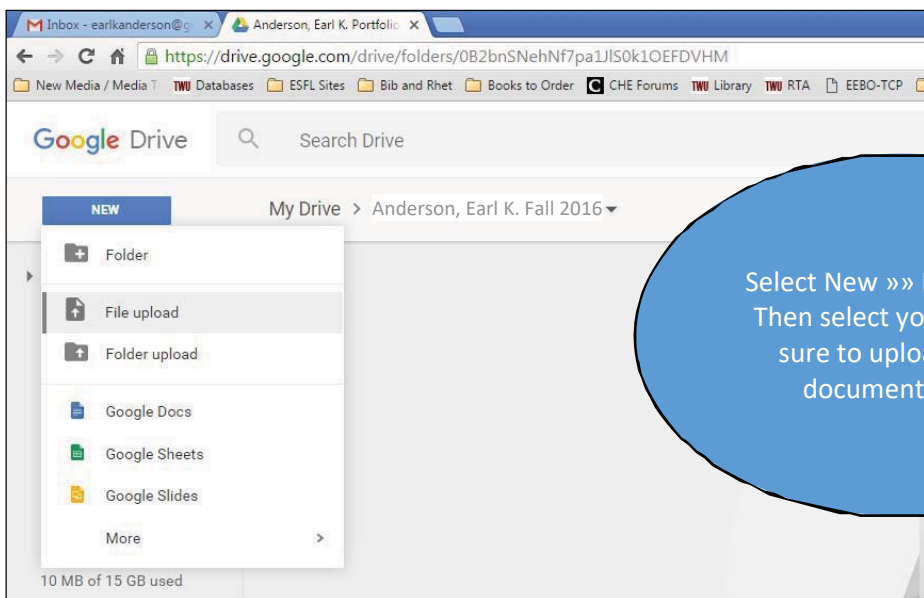 Inbox - earlkanderson@g
Anderson, Earl K. Portfolio
https://drive.google.com/drive/folders/0B2bnSNehNf7pa1JlS0k1OEFDVHM
New Media / Media T TWU Databases ESFL Sites Bib and Rhet Books to Order CHE Forums TWU Library TWU RTA EEBO-TCP
Google Drive
Search Drive
NEW
My Drive > Anderson, Earl K. Fall 2016
Folder
File upload
Folder upload
Google Docs
Google Sheets
Google Slides
More >
10 MB of 15 GB used
Select New »»
Then select yo
sure to uploa
document